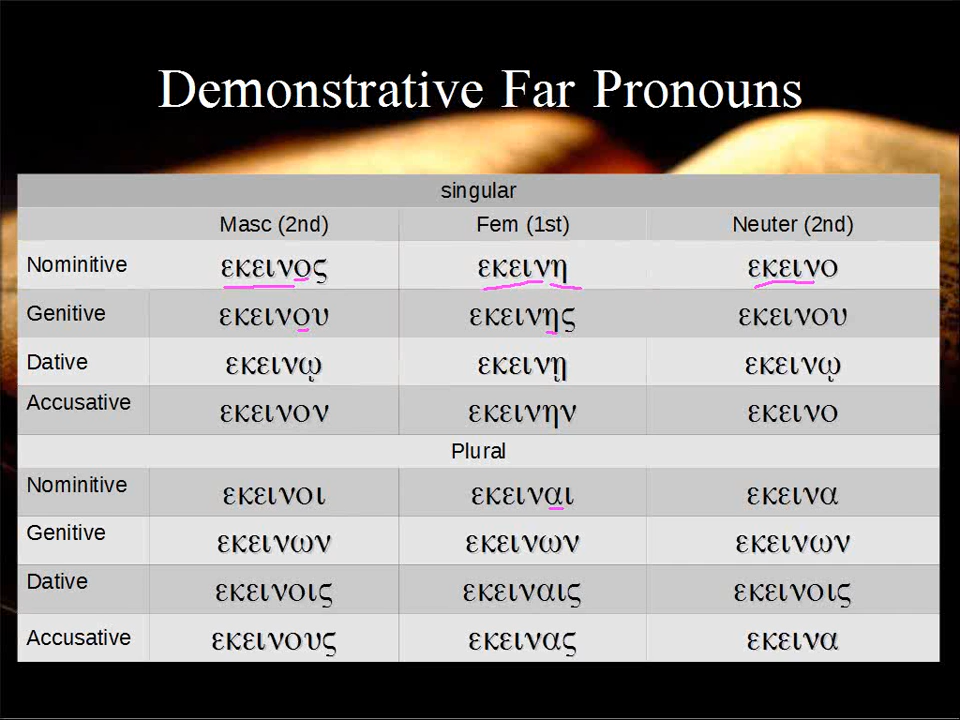 Demonstrative Far Pronouns
singular
Masc (2nd) Fem (1st) Neuter (2nd)
Nominitive εκεινος εκεινη εκεινο
Genitive εκεινου εκεινης εκεινου
Dative εκεινῳ εκεινῃ εκεινῳ
Accusative εκεινον εκεινην εκεινο
Plural
Nominitive εκεινοι εκειναι εκεινα
Genitive εκεινων εκεινων εκεινων
Dative εκεινοις εκειναις εκεινοις
Accusative εκεινους εκεινας εκεινα